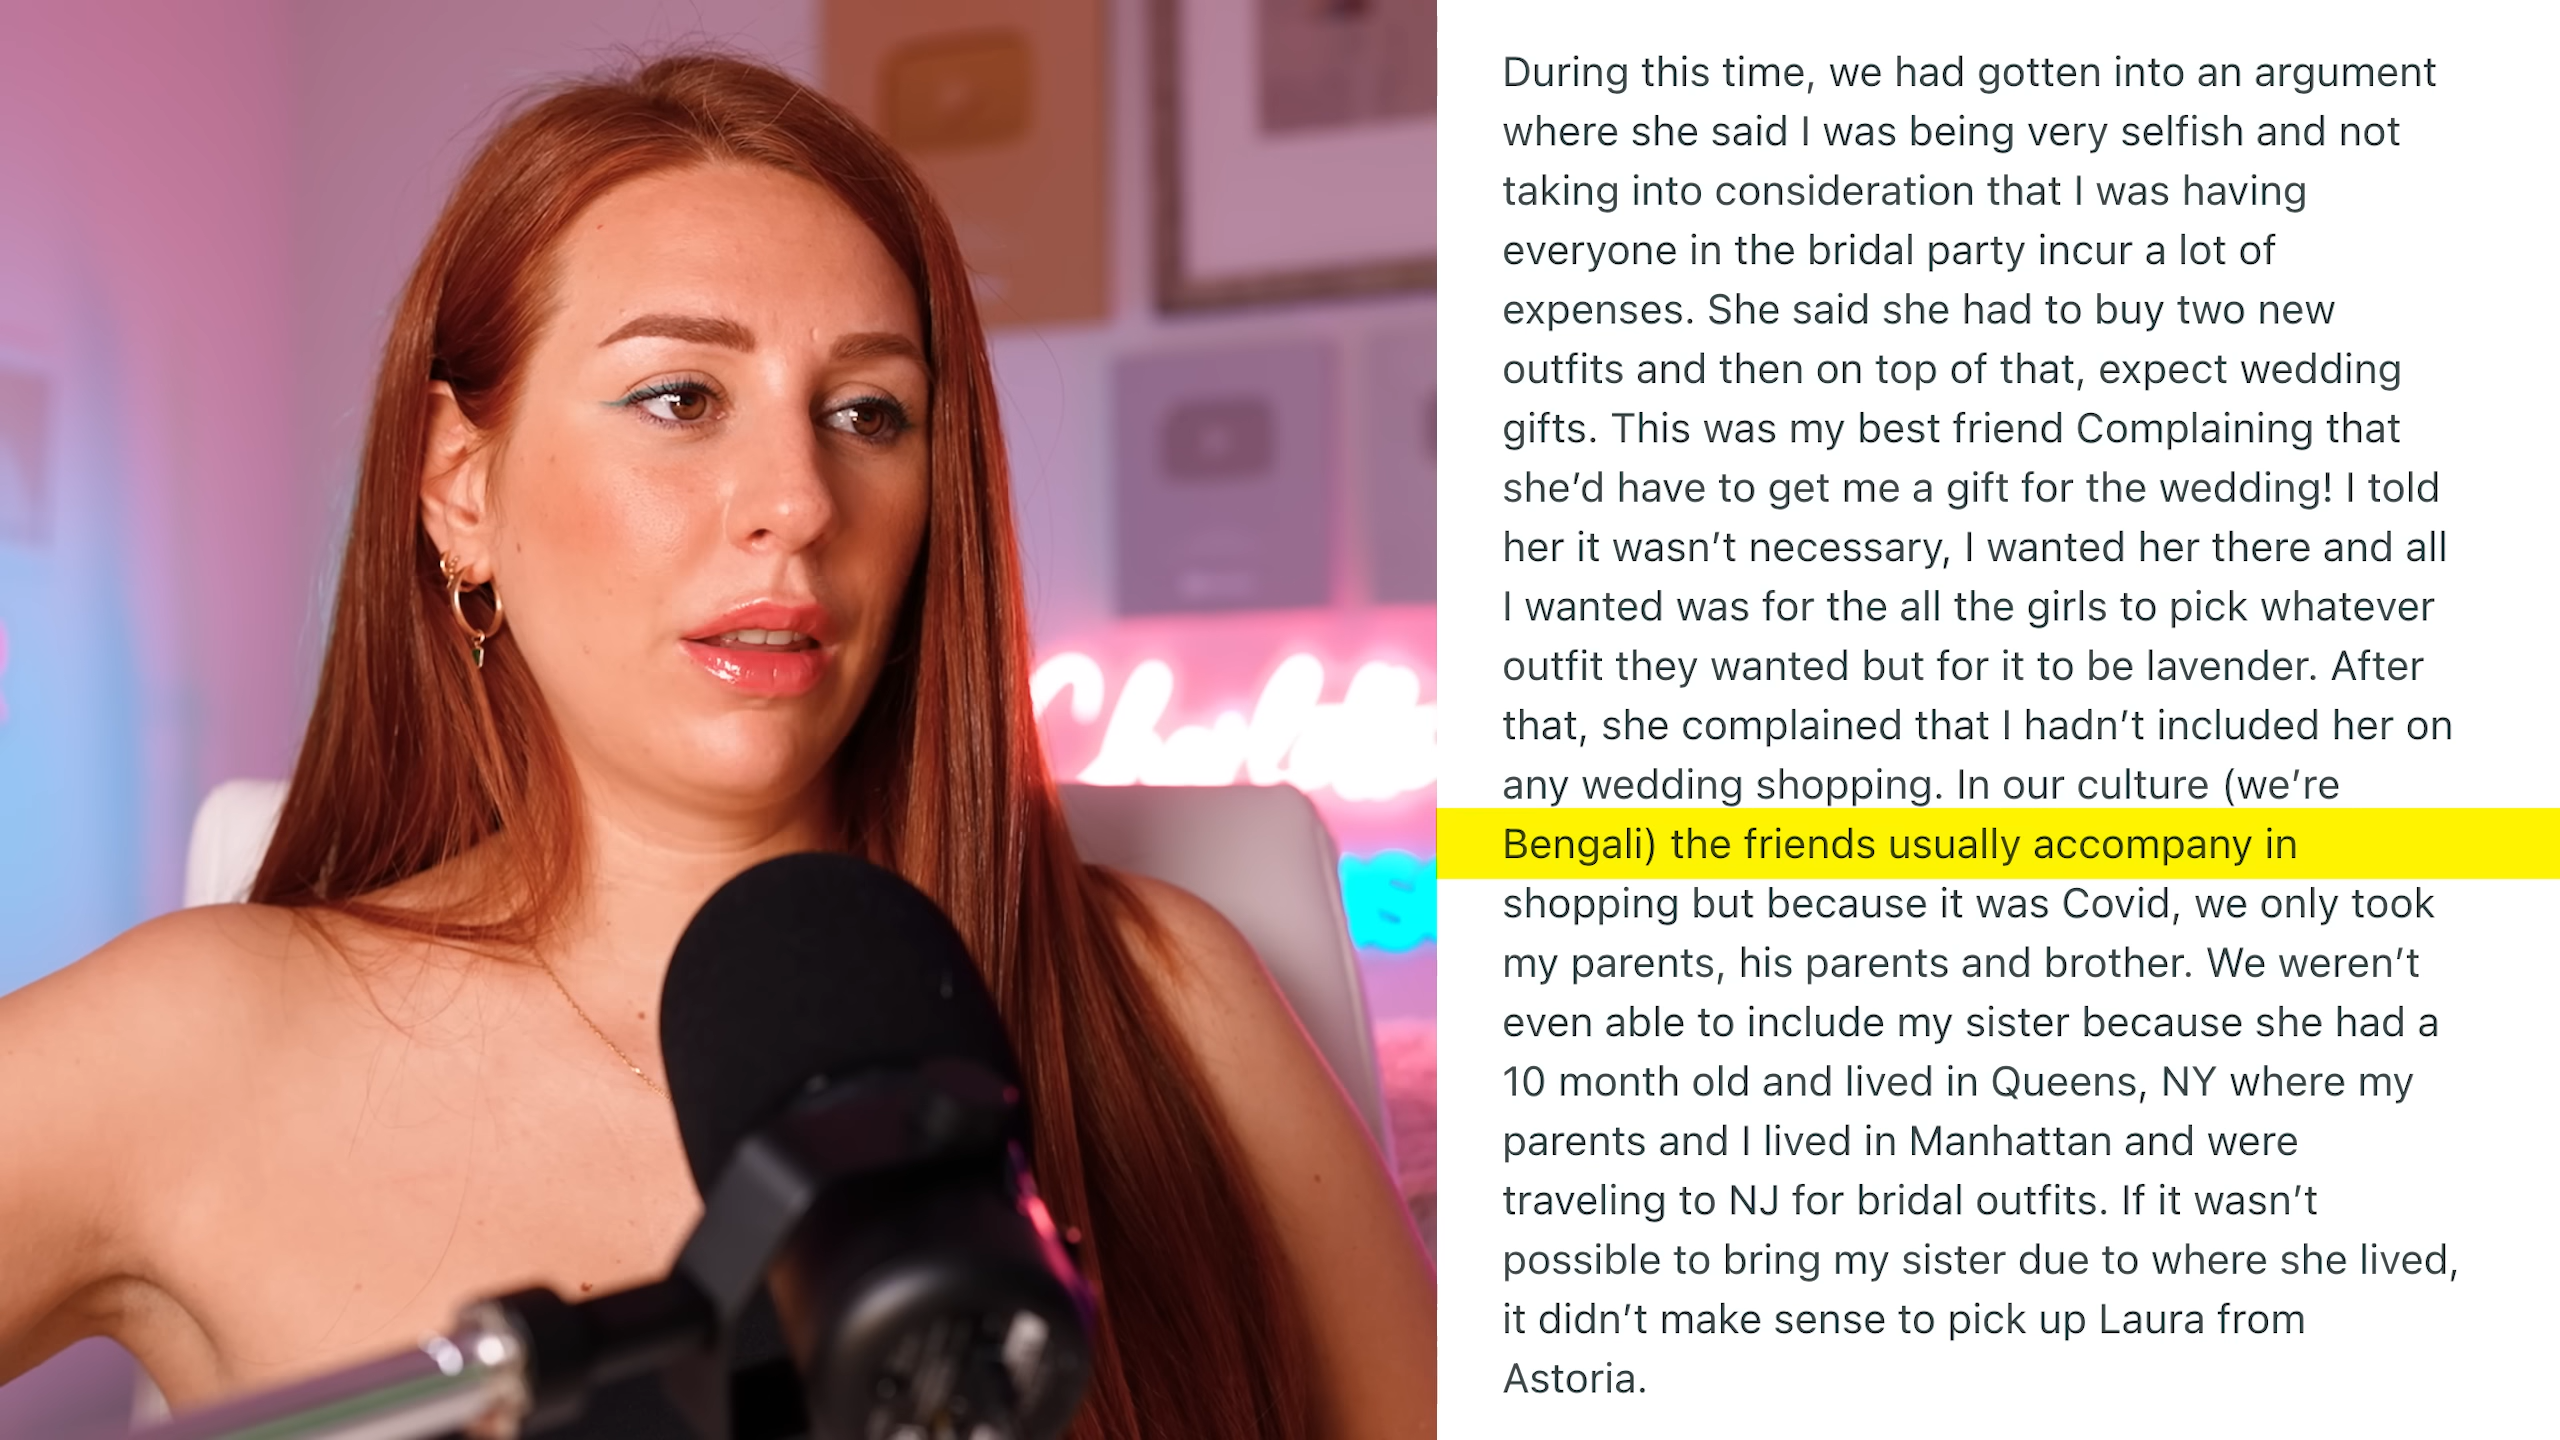 During this time, we had gotten into an argument
where she said I was being very selfish and not
taking into consideration that I was having
everyone in the bridal party incur a lot of
expenses. She said she had to buy two new
outfits and then on top of that, expect wedding
gifts. This was my best friend Complaining that
she’d have to get me a gift for the wedding! I told
her it wasn’t necessary, I wanted her there and all
I wanted was for the all the girls to pick whatever
outfit they wanted but for it to be lavender. After
that, she complained that I hadn’t included her on
any wedding shopping. In our culture (we’re
Bengali) the friends usually accompany in
shopping but because it was Covid, we only took
my parents, his parents and brother. We weren’t
even able to include my sister because she had a
10 month old and lived in Queens, NY where my
parents and I lived in Manhattan and were
traveling to NJ for bridal outfits. If it wasn’t
possible to bring my sister due to where she lived,
it didn’t make sense to pick up Laura from
Astoria.